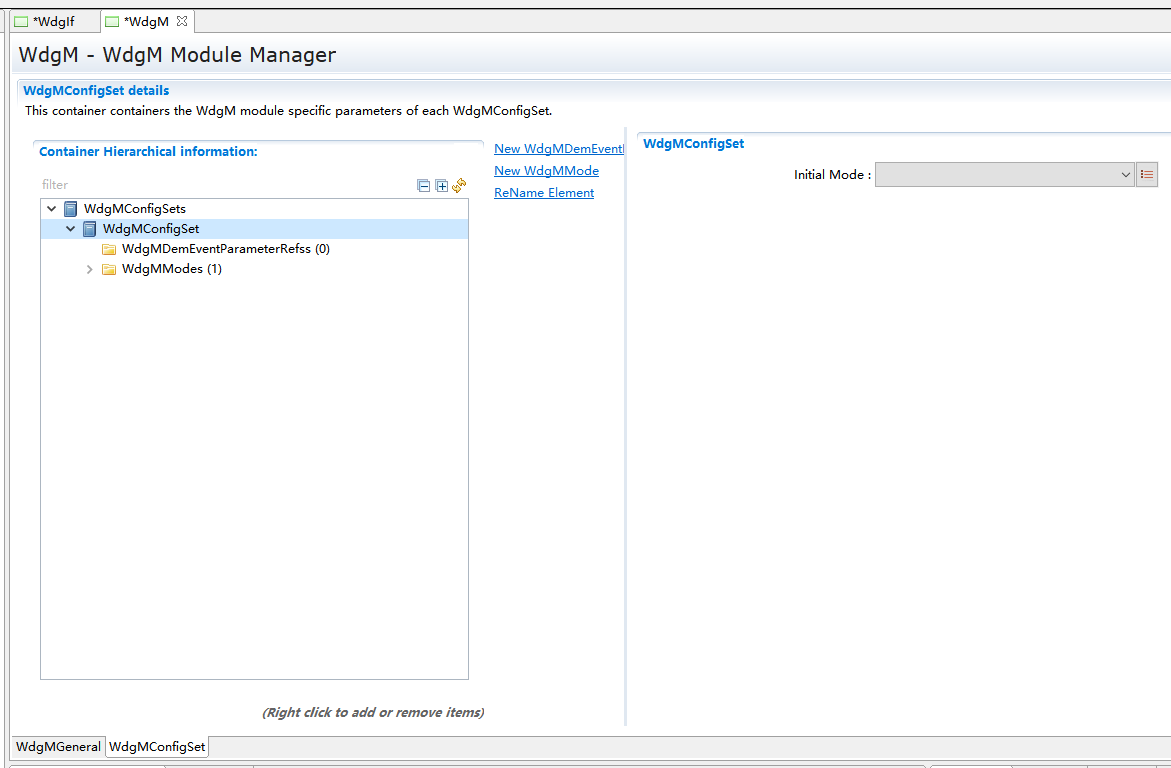 *WdgIf
*WdgM
WdgM - WdgM Module Manager
WdgMConfigSet details
This container containers the WdgM module specific parameters of each WdgMConfigSet.
Container Hierarchical information:
filter
WdgMConfigSets
WdgMConfigSet
WdgMDemEventParameterRefss (0)
WdgMModes (1)
(Right click to add or remove items)
New WdgMDemEventl
New WdgMMode
ReName Element
WdgMConfigSet
Initial Mode :
WdgMGeneral
WdgMConfigSet